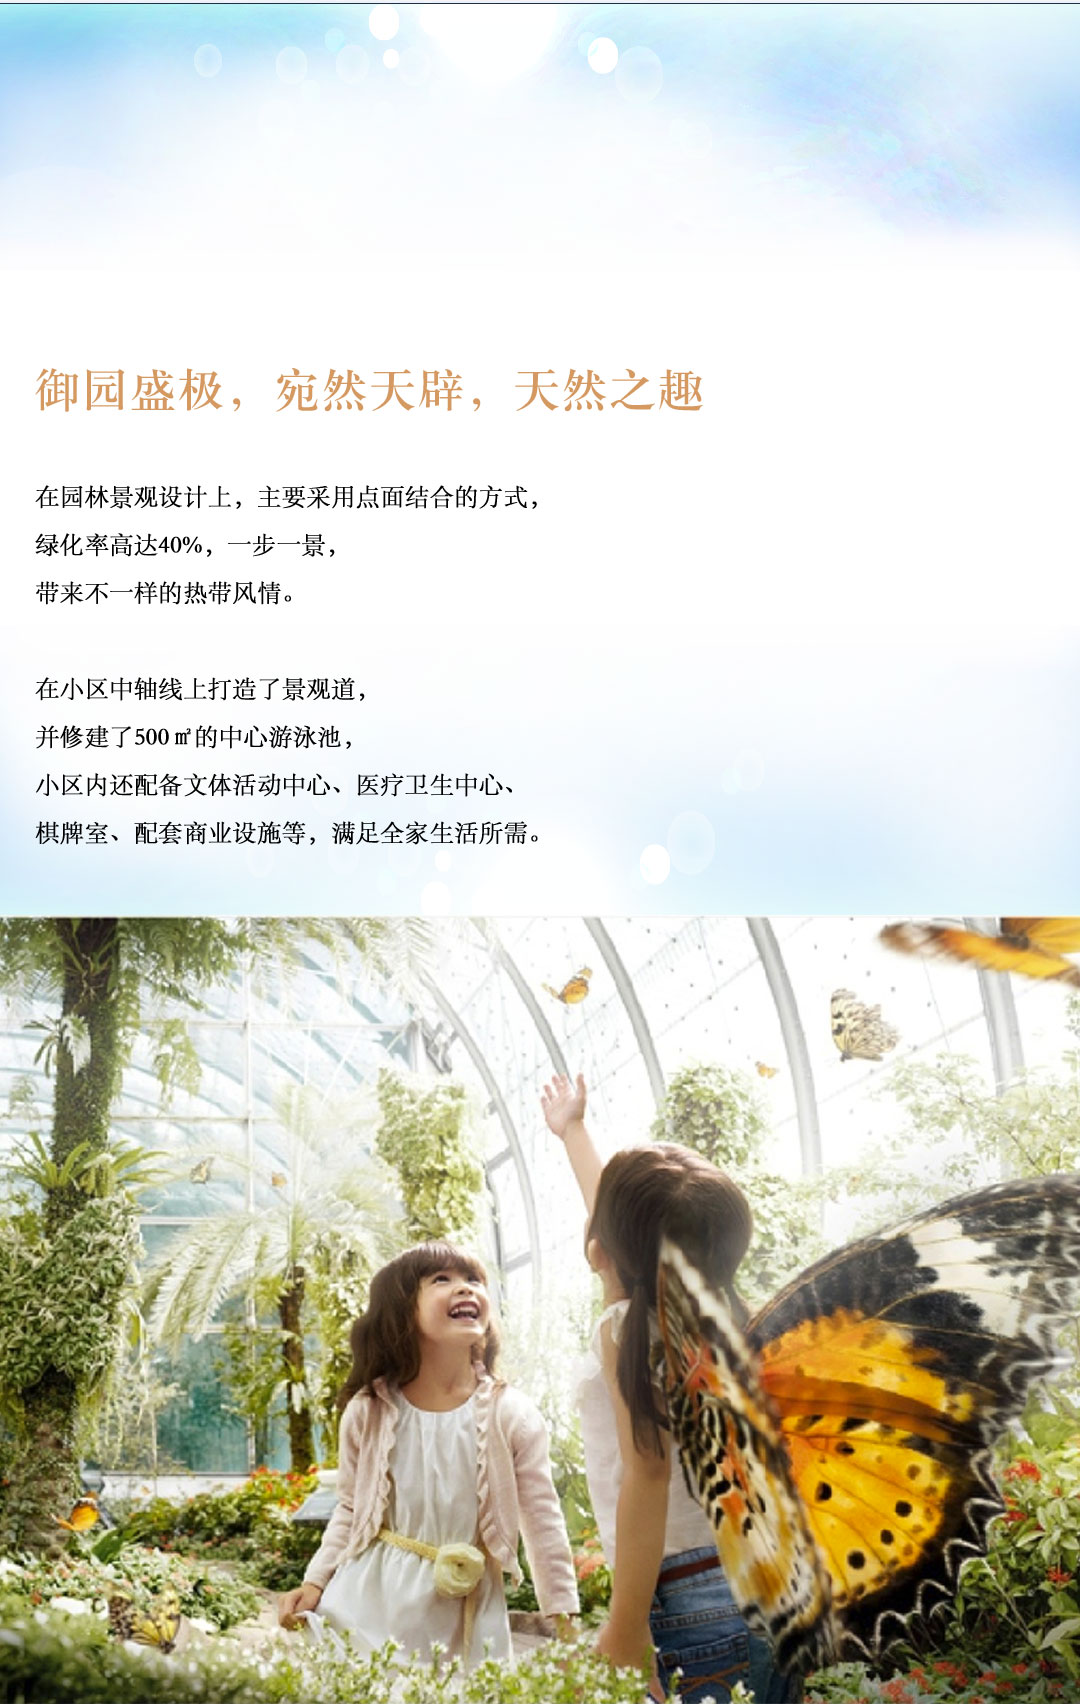 御园盛极，宛然天辟，天然之趣
在园林景观设计上，主要采用点面结合的方式，
绿化率高达40%，一步一景，
带来不一样的热带风情。
在小区中轴线上打造了景观道，
并修建了500㎡的中心游泳池，
小区内还配备文体活动中心、医疗卫生中心、
棋牌室、配套商业设施等，满足全家生活所需。